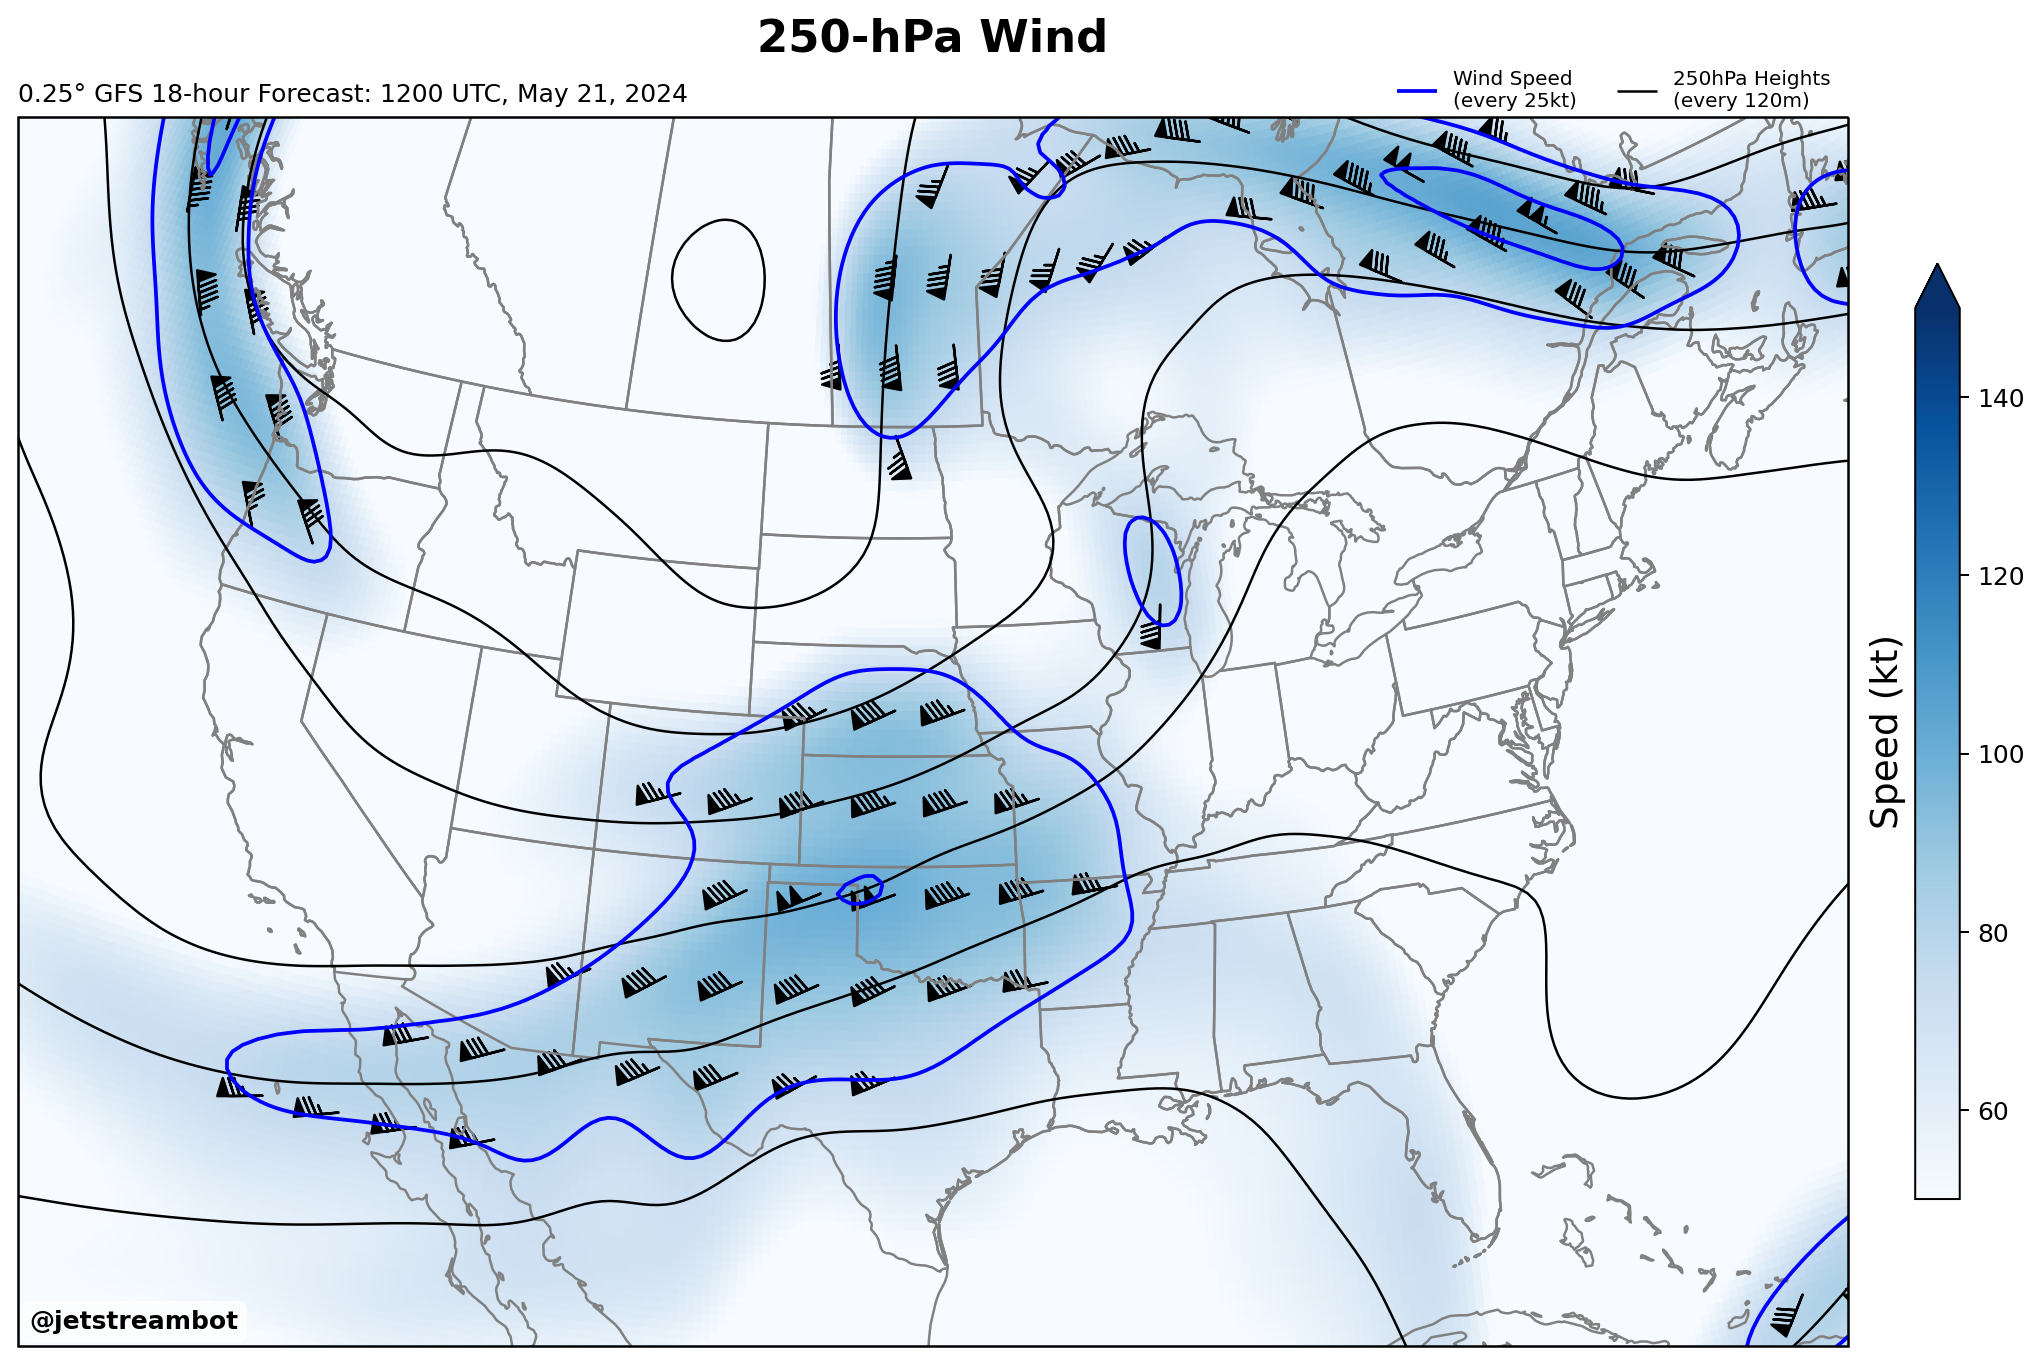 250-hPa Wind
0.25° GFS 18-hour Forecast: 1200 UTC, May 21, 2024
Wind Speed
(every 25kt)
250hPa Heights
(every 120m)
140
120
100
80
60
Speed (kt)
@jetstreambot